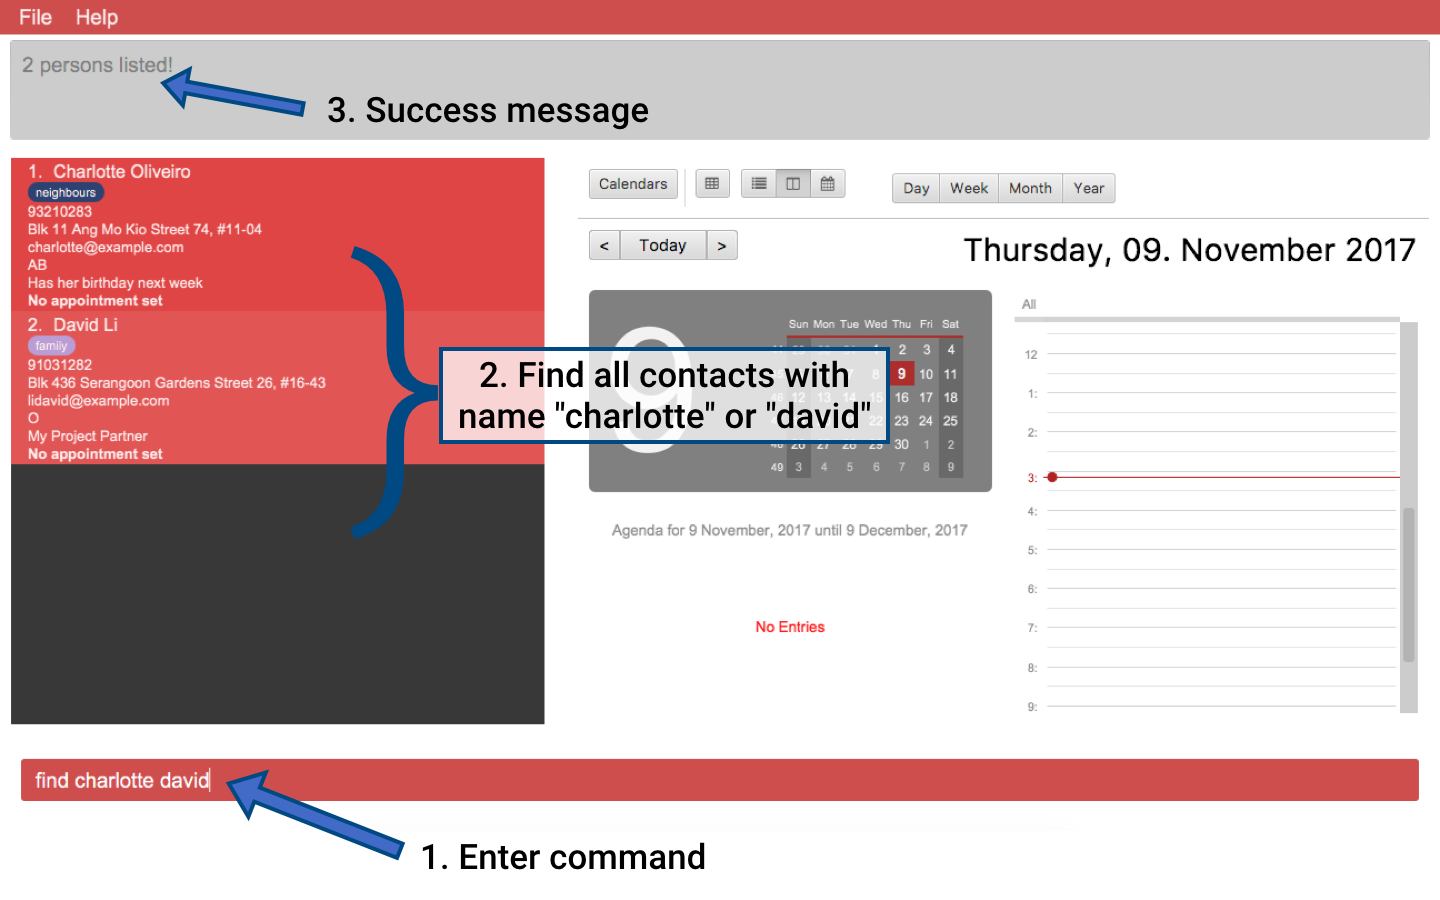 File Help
2 persons listed!
3. Success message
1. Charlotte Oliveiro
neighbours
93210283
Blk 11 Ang Mo Kio Street 74, #11-04
charlotte@example.com
AB
Has her birthday next week
No appointment set
2. David Li
family
91031282
Blk 436 Serangoon Gardens Street 26, #16-43
lidavid@example.com
O
My Project Partner
No appointment set
2. Find all contacts with
name "charlotte" or "david"
Calendars
Day Week Month Year
< Today >
Thursday, 09. November 2017
9
Sun Mon Tue Wed Thu Fri Sat
2 3 4
9 10 11
16 17 18
22 23 24 25
26 27 28 29 30 1 2
49 3 4 5 6 7 8 9
Agenda for 9 November, 2017 until 9 December, 2017
No Entries
All
12
1:
2:
3:
4:
5:
6:
7:
8:
9:
find charlotte david
1. Enter command